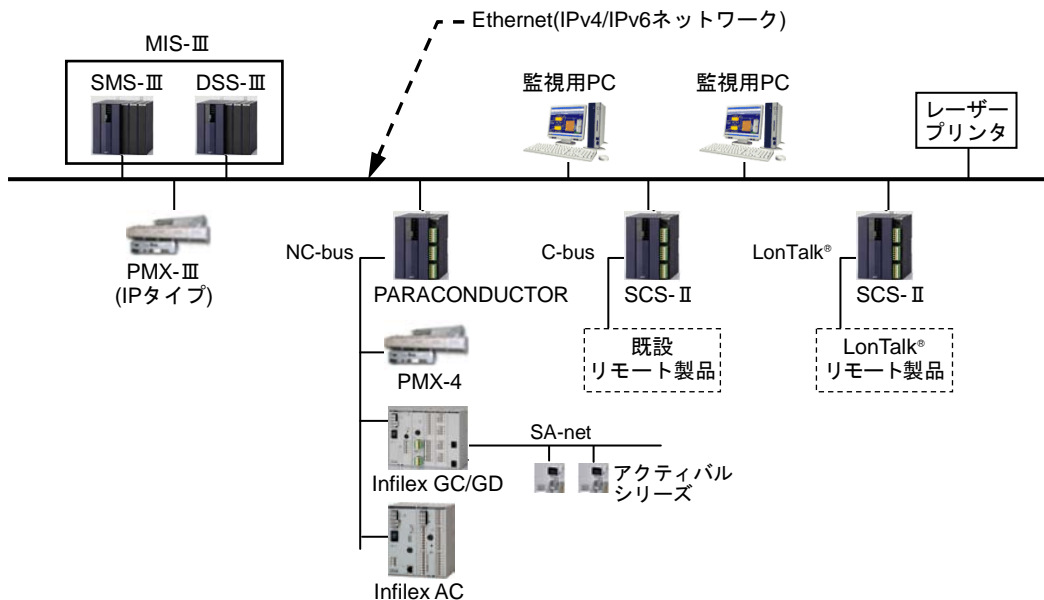 Ethernet(IPv4/IPv6ネットワーク)
MIS-Ⅲ
SMS-Ⅲ
DSS-Ⅲ
監視用PC
監視用PC
レーザー
プリンタ
PMX-Ⅲ
(IPタイプ)
NC-bus
PARACONDUCTOR
C-bus
SCS-Ⅱ
LonTalk®
SCS-Ⅱ
既設
リモート製品
LonTalk®
リモート製品
PMX-4
Infilex GC/GD
SA-net
アクティバル
シリーズ
Infilex AC